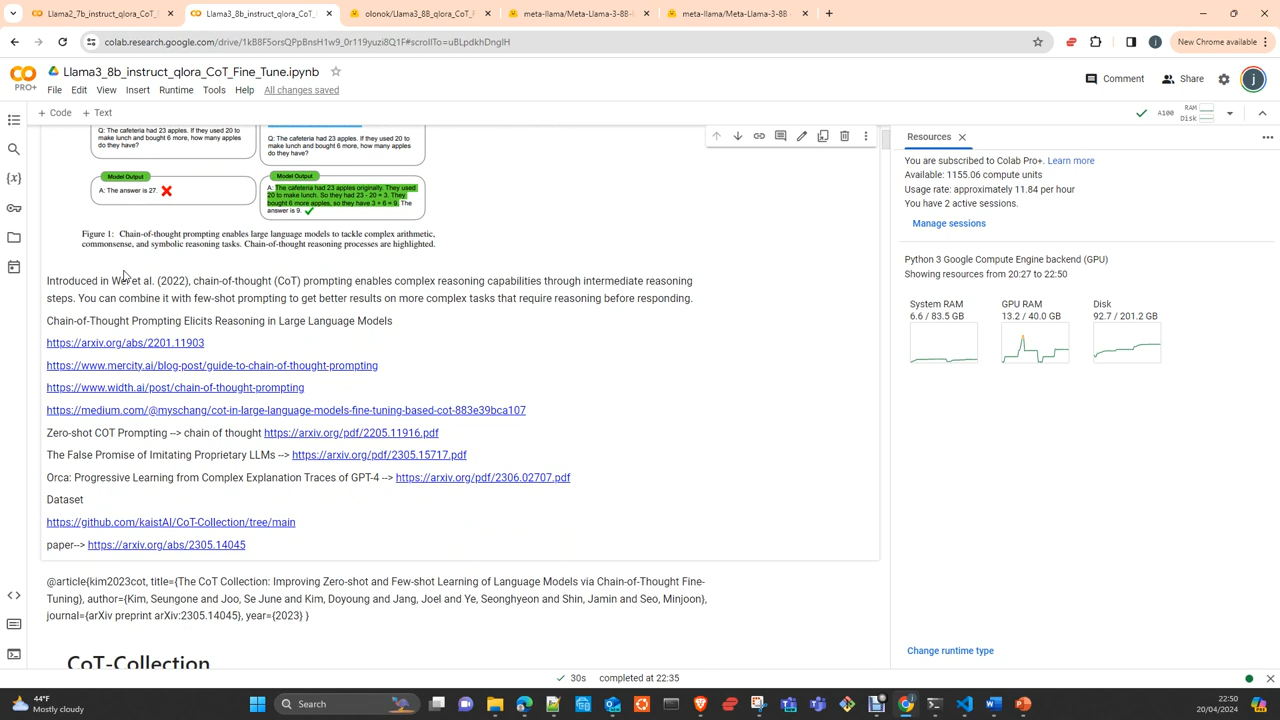 Llama2_7b_instruct_qlora_CoT_
Llama3_8b_instruct_qlora_CoT_Fi
olonok/Llama3_8B_qlora_CoT_F
meta-llama/Meta-Llama-3-8B-I
meta-llama/Meta-Llama-3-8B-
colab.research.google.com/drive/1kB8F5orsQPpBnsH1w9_0r119yuzi8Q1F#scrollTo=uBLpdkhDngIH
New Chrome available
PRO+
Llama3_8b_instruct_qlora_CoT_Fine_Tune.ipynb
File Edit View Insert Runtime Tools Help All changes saved
Comment
Share
+ Code + Text
A100
RAM
Disk
Q: The cafeteria had 23 apples. If they used 20 to
make lunch and bought 6 more, how many apples
do they have?
Q: The cafeteria had 23 apples. If they used 20 to
make lunch and bought 6 more, how many apples
do they have?
Model Output
A: The answer is 27.
Model Output
A: The cafeteria had 23 apples originally. They used
20 to make lunch. So they had 23 - 20 = 3. They
bought 6 more apples, so they have 3 + 6 = 9. The
answer is 9.
Figure 1: Chain-of-thought prompting enables large language models to tackle complex arithmetic,
commonsense, and symbolic reasoning tasks. Chain-of-thought reasoning processes are highlighted.
Introduced in Wei et al. (2022), chain-of-thought (CoT) prompting enables complex reasoning capabilities through intermediate reasoning
steps. You can combine it with few-shot prompting to get better results on more complex tasks that require reasoning before responding.
Chain-of-Thought Prompting Elicits Reasoning in Large Language Models
https://arxiv.org/abs/2201.11903
https://www.mercity.ai/blog-post/guide-to-chain-of-thought-prompting
https://www.width.ai/post/chain-of-thought-prompting
https://medium.com/@myschang/cot-in-large-language-models-fine-tuning-based-cot-883e39bca107
Zero-shot COT Prompting --> chain of thought https://arxiv.org/pdf/2205.11916.pdf
The False Promise of Imitating Proprietary LLMs --> https://arxiv.org/pdf/2305.15717.pdf
Orca: Progressive Learning from Complex Explanation Traces of GPT-4 --> https://arxiv.org/pdf/2306.02707.pdf
Dataset
https://github.com/kaistAI/CoT-Collection/tree/main
paper--> https://arxiv.org/abs/2305.14045
@article{kim2023cot, title={The CoT Collection: Improving Zero-shot and Few-shot Learning of Language Models via Chain-of-Thought Fine-
Tuning}, author={Kim, Seungone and Joo, Se June and Kim, Doyoung and Jang, Joel and Ye, Seonghyeon and Shin, Jamin and Seo, Minjoon},
journal={arXiv preprint arXiv:2305.14045}, year={2023} }
CoT-Collection
Resources
You are subscribed to Colab Pro+. Learn more
Available: 1155.06 compute units
Usage rate: approximately 11.84 per hour
You have 2 active sessions.
Manage sessions
Python 3 Google Compute Engine backend (GPU)
Showing resources from 20:27 to 22:50
System RAM
6.6 / 83.5 GB
GPU RAM
13.2 / 40.0 GB
Disk
92.7 / 201.2 GB
Change runtime type
30s completed at 22:35
44°F
Mostly cloudy
Search
22:50
20/04/2024